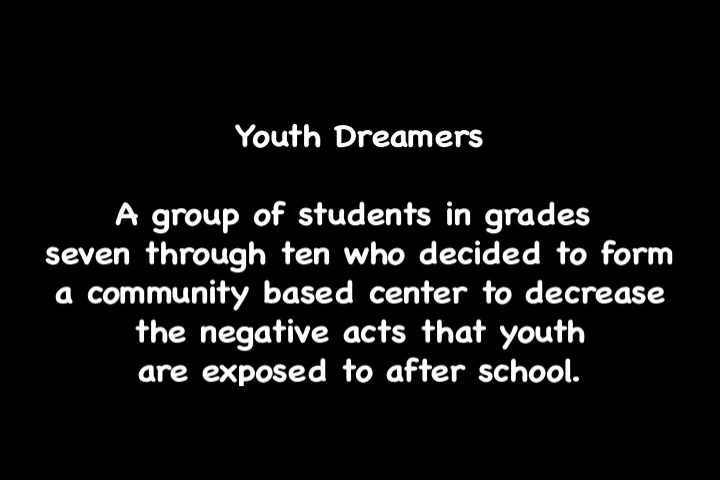 Youth Dreamers
A group of students in grades
seven through ten who decided to form
a community based center to decrease
the negative acts that youth
are exposed to after school.